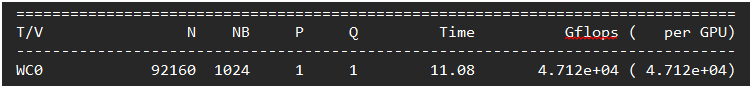 ================================================================================
T/V                N    NB     P     Q         Time          Gflops (   per GPU)
--------------------------------------------------------------------------------
WC0            92160  1024     1     1        11.08       4.712e+04 ( 4.712e+04)